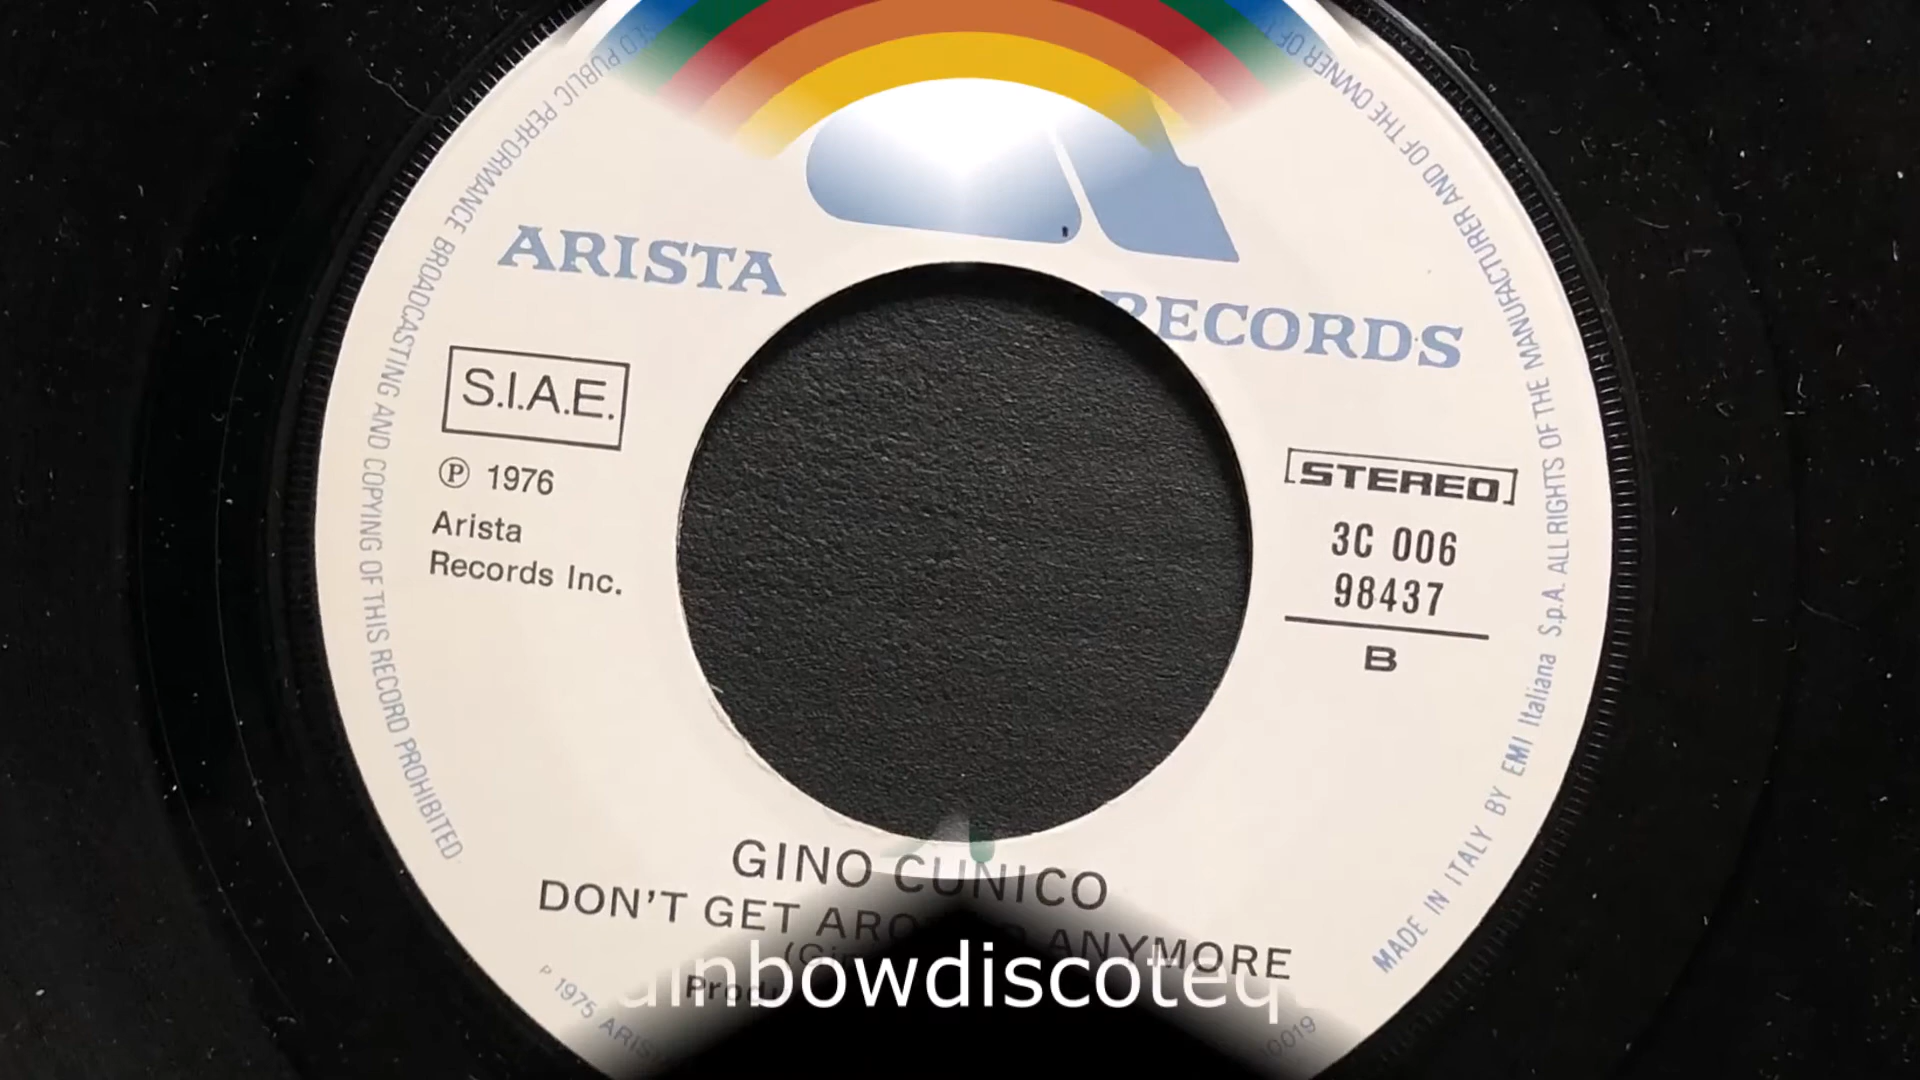 ARISTA RECORDS
S.I.A.E.
Ⓟ 1976
Arista
Records Inc.
STEREO
3C 006
98437
B
GINO CUNICO
DON'T GET ANYMORE
PUBLIC PERFORMANCE BROADCASTING AND COPYING OF THIS RECORD PROHIBITED
MADE IN ITALY BY EMI Italiana S.p.A. ALL RIGHTS OF THE MANUFACTURER AND OF THE OWNER OF
P 1975